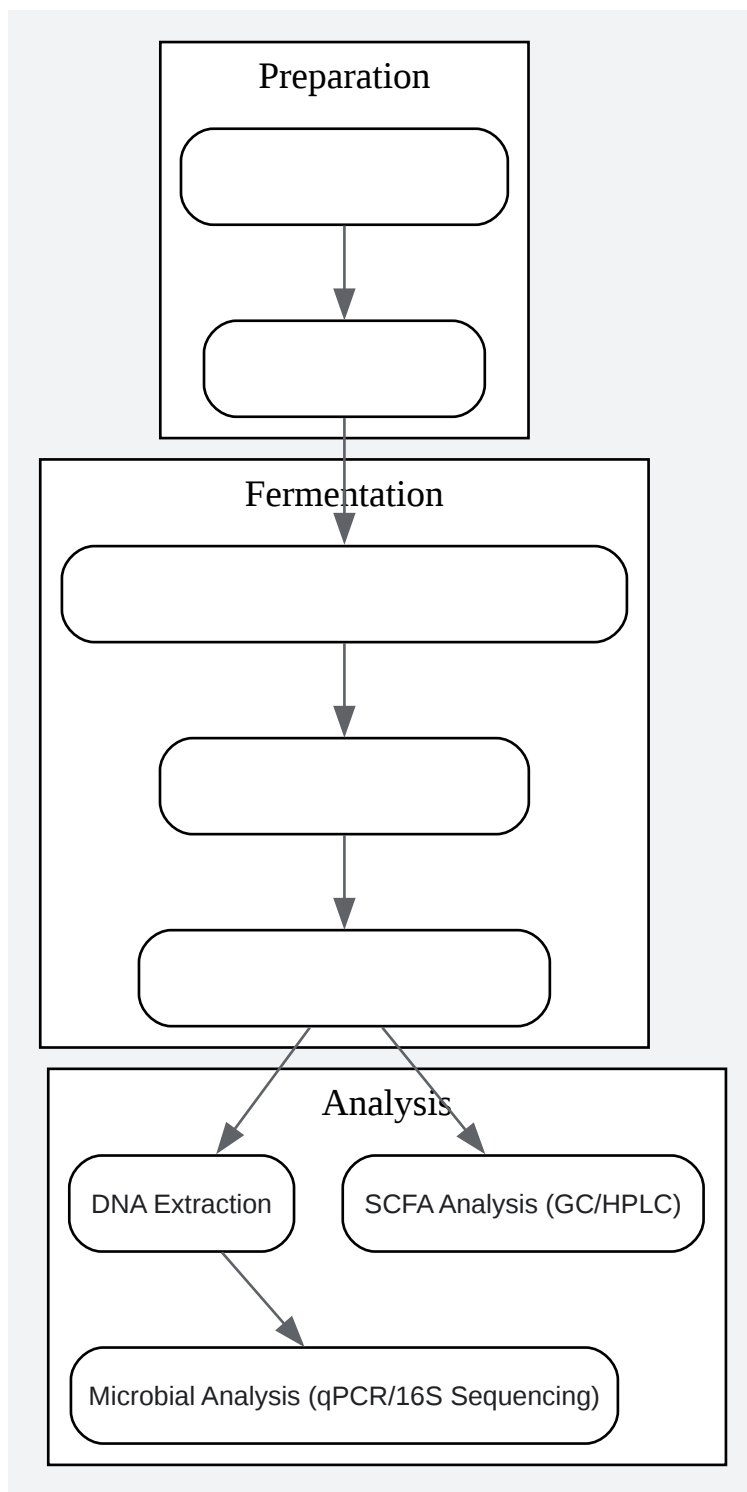 Preparation
Fermentation
Analysis
DNA Extraction
SCFA Analysis (GC/HPLC)
Microbial Analysis (qPCR/16S Sequencing)